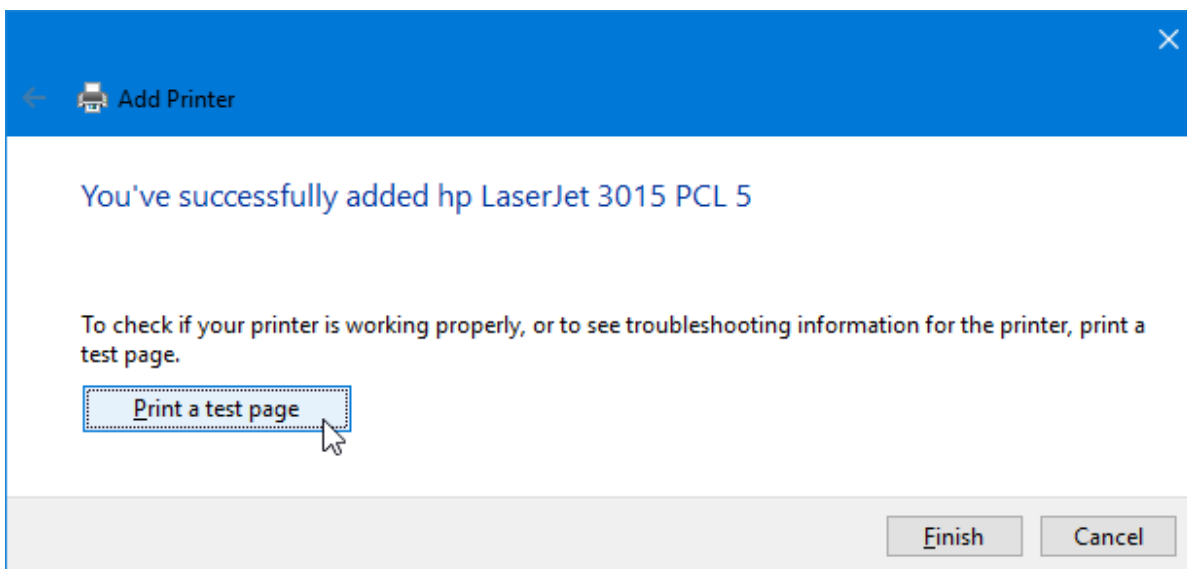 Add Printer
You've successfully added hp LaserJet 3015 PCL 5
To check if your printer is working properly, or to see troubleshooting information for the printer, print a
test page.
Print a test page
Finish Cancel